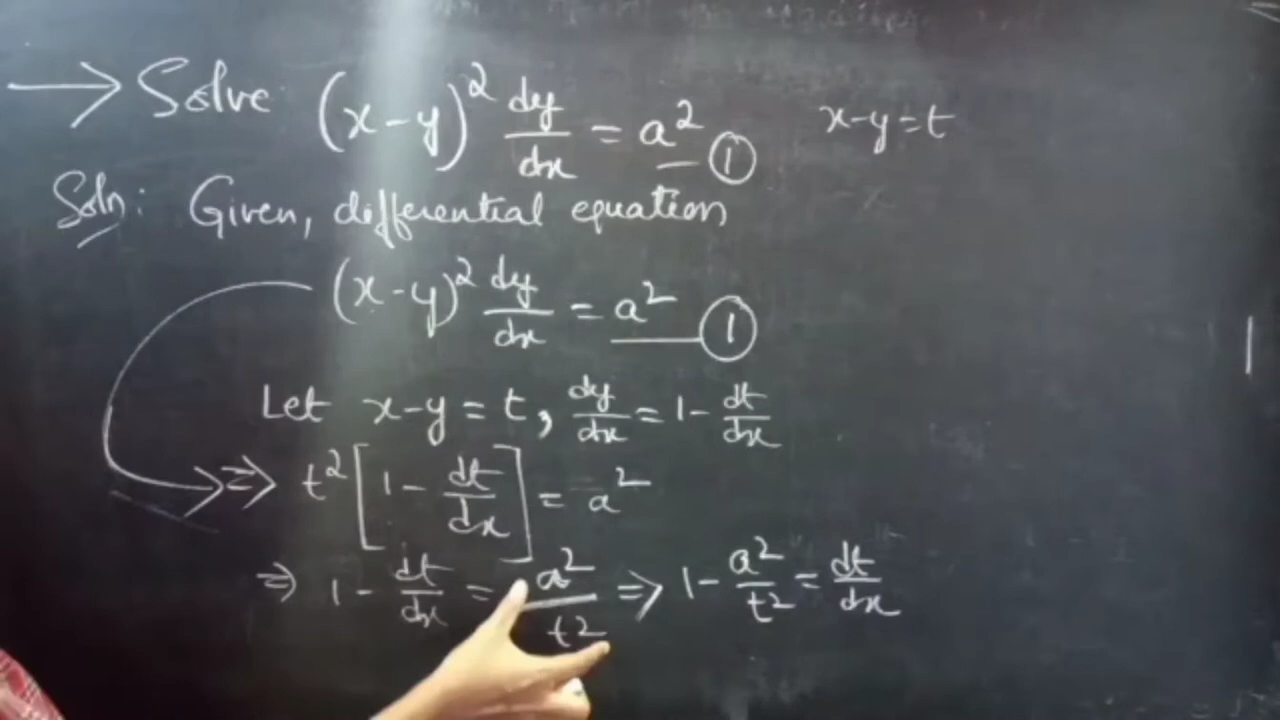 → Solve (x-y)² dy/dx = a² — ① x-y=t
Soln: Given, differential equation
(x-y)² dy/dx = a² — ①
Let x-y = t, dy/dx = 1 - dt/dx
⇒ t² [1 - dt/dx] = a²
⇒ 1 - dt/dx = a²/t² ⇒ 1 - a²/t² = dt/dx